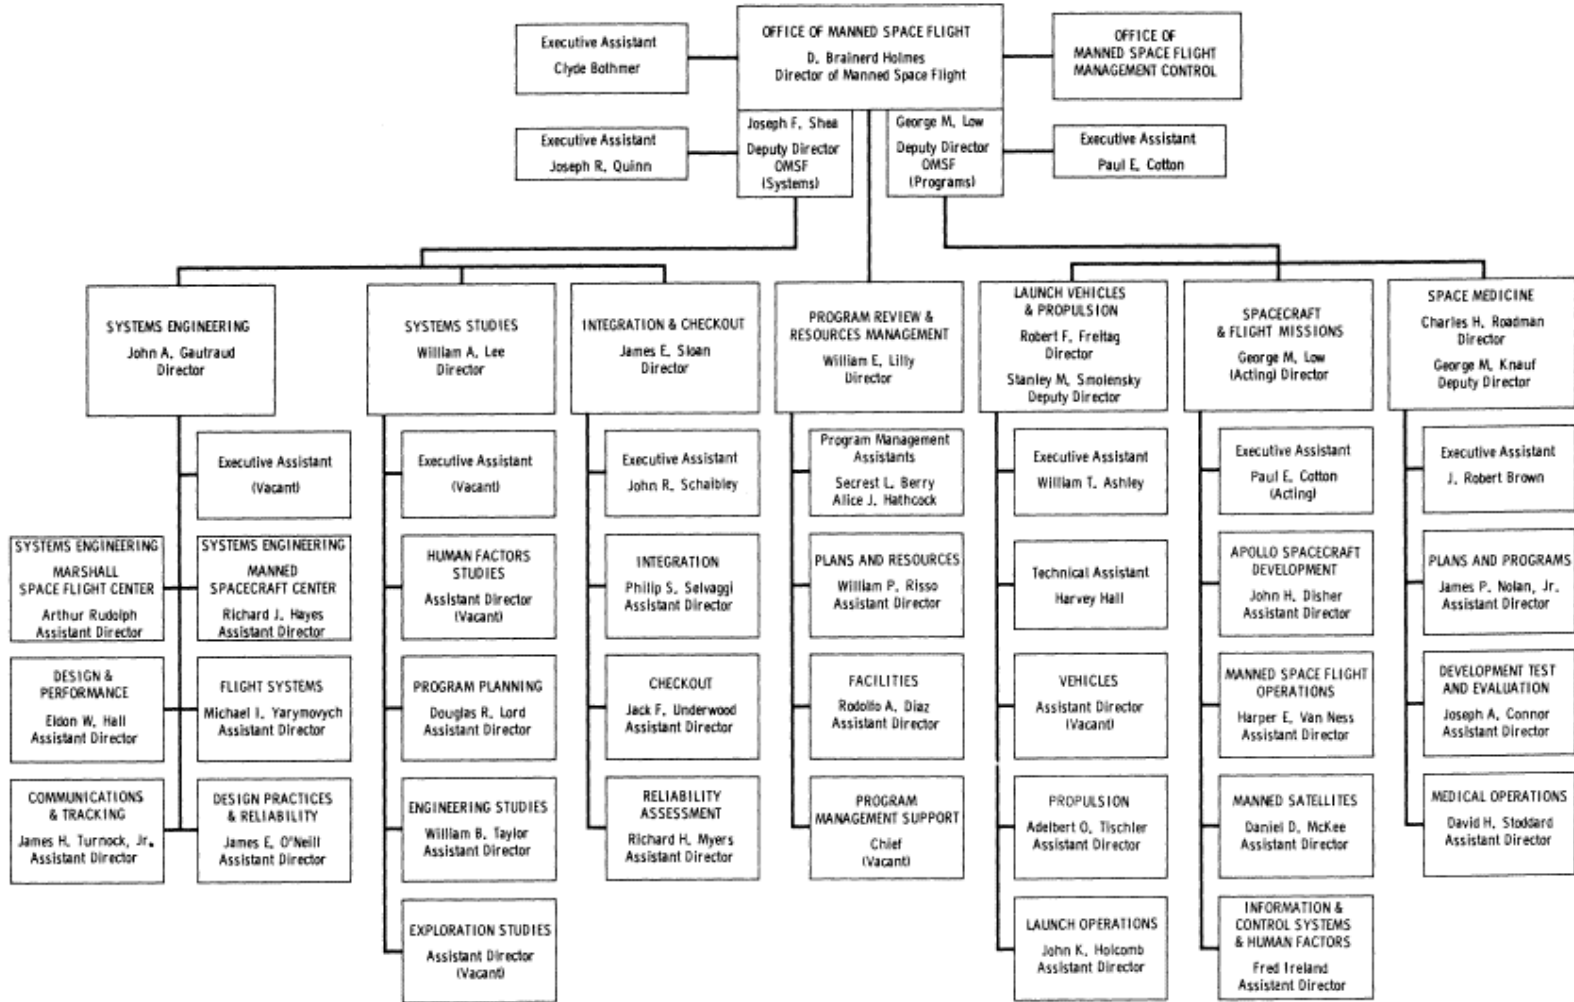 OFFICE OF MANNED SPACE FLIGHT
D. Brainerd Holmes
Director of Manned Space Flight
Executive Assistant
Clyde Bothmer
OFFICE OF
MANNED SPACE FLIGHT
MANAGEMENT CONTROL
Executive Assistant
Joseph R. Quinn
Joseph F. Shea
Deputy Director
OMSF
(Systems)
George M. Low
Deputy Director
OMSF
(Programs)
Executive Assistant
Paul E. Cotton
SYSTEMS ENGINEERING
John A. Gautraud
Director
SYSTEMS STUDIES
William A. Lee
Director
INTEGRATION & CHECKOUT
James E. Sloan
Director
PROGRAM REVIEW &
RESOURCES MANAGEMENT
William E. Lilly
Director
LAUNCH VEHICLES
& PROPULSION
Robert F. Freitag
Director
Stanley M. Smolensky
Deputy Director
SPACECRAFT
& FLIGHT MISSIONS
George M. Low
(Acting) Director
SPACE MEDICINE
Charles H. Roadman
Director
George M. Knauf
Deputy Director
Executive Assistant
(Vacant)
SYSTEMS ENGINEERING
MARSHALL
SPACE FLIGHT CENTER
Arthur Rudolph
Assistant Director
SYSTEMS ENGINEERING
MANNED
SPACECRAFT CENTER
Richard J. Hayes
Assistant Director
DESIGN &
PERFORMANCE
Eldon W. Hall
Assistant Director
FLIGHT SYSTEMS
Michael I. Yarymovych
Assistant Director
COMMUNICATIONS
& TRACKING
James H. Turnock, Jr.
Assistant Director
DESIGN PRACTICES
& RELIABILITY
James E. O'Neill
Assistant Director
Executive Assistant
(Vacant)
HUMAN FACTORS
STUDIES
Assistant Director
(Vacant)
PROGRAM PLANNING
Douglas R. Lord
Assistant Director
ENGINEERING STUDIES
William B. Taylor
Assistant Director
EXPLORATION STUDIES
Assistant Director
(Vacant)
Executive Assistant
John R. Schaibley
INTEGRATION
Philip S. Selvaggi
Assistant Director
CHECKOUT
Jack F. Underwood
Assistant Director
RELIABILITY
ASSESSMENT
Richard H. Myers
Assistant Director
Program Management
Assistants
Secrest L. Berry
Alice J. Hathcock
PLANS AND RESOURCES
William P. Risso
Assistant Director
FACILITIES
Rodolfo A. Diaz
Assistant Director
PROGRAM
MANAGEMENT SUPPORT
Chief
(Vacant)
Executive Assistant
William T. Ashley
Technical Assistant
Harvey Hall
VEHICLES
Assistant Director
(Vacant)
PROPULSION
Adelbert O. Tischler
Assistant Director
LAUNCH OPERATIONS
John K. Holcomb
Assistant Director
Executive Assistant
Paul E. Cotton
(Acting)
APOLLO SPACECRAFT
DEVELOPMENT
John H. Disher
Assistant Director
MANNED SPACE FLIGHT
OPERATIONS
Harper E. Van Ness
Assistant Director
MANNED SATELLITES
Daniel D. McKee
Assistant Director
INFORMATION &
CONTROL SYSTEMS
& HUMAN FACTORS
Fred Ireland
Assistant Director
Executive Assistant
J. Robert Brown
PLANS AND PROGRAMS
James P. Nolan, Jr.
Assistant Director
DEVELOPMENT TEST
AND EVALUATION
Joseph A. Connor
Assistant Director
MEDICAL OPERATIONS
David H. Stoddard
Assistant Director